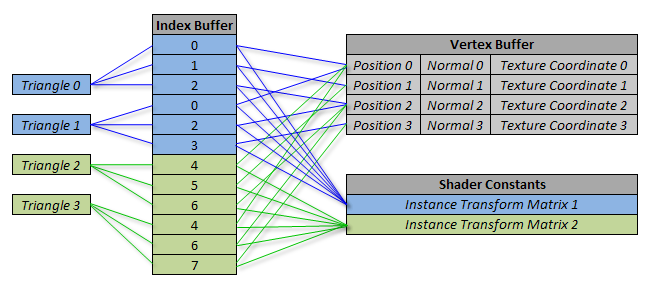 Index Buffer
0
1
2
0
2
3
4
5
6
4
6
7
Triangle 0
Triangle 1
Triangle 2
Triangle 3
Vertex Buffer
Position 0 Normal 0 Texture Coordinate 0
Position 1 Normal 1 Texture Coordinate 1
Position 2 Normal 2 Texture Coordinate 2
Position 3 Normal 3 Texture Coordinate 3
Shader Constants
Instance Transform Matrix 1
Instance Transform Matrix 2